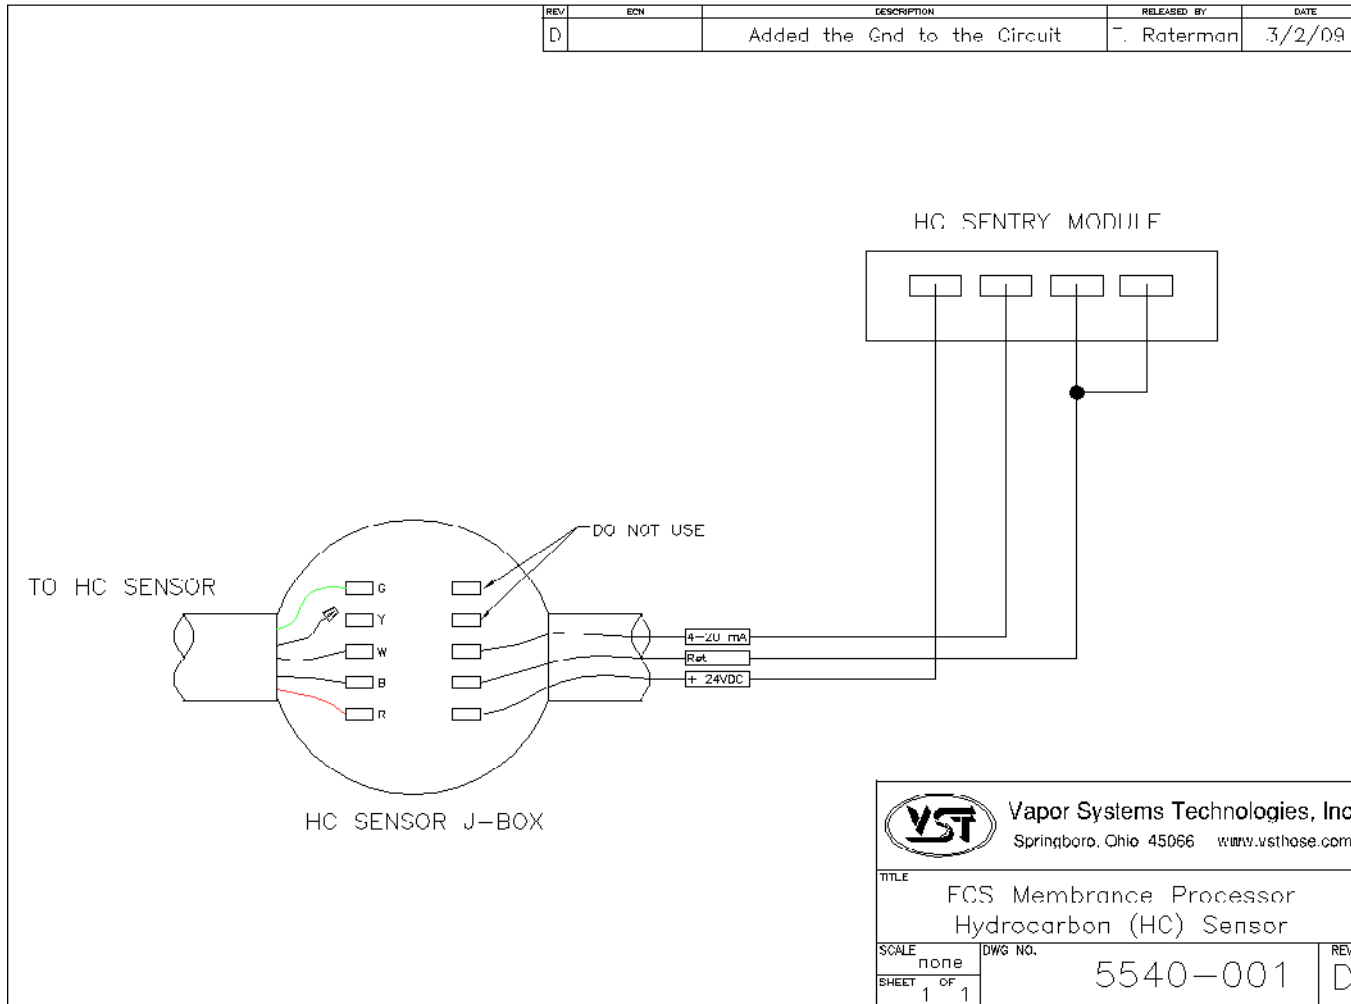 REV ECN DESCRIPTION RELEASED BY DATE
D Added the Gnd to the Circuit T. Raterman 3/2/09
HC SENTRY MODULE
DO NOT USE
TO HC SENSOR
G
Y
W
B
R
4-20 mA
Ret
+ 24VDC
HC SENSOR J-BOX
VST
Vapor Systems Technologies, Inc
Springboro, Ohio 45066 www.vsthose.com
TITLE
FCS Membrance Processor
Hydrocarbon (HC) Sensor
SCALE none
DWG NO. 5540-001
REV D
SHEET 1 OF 1